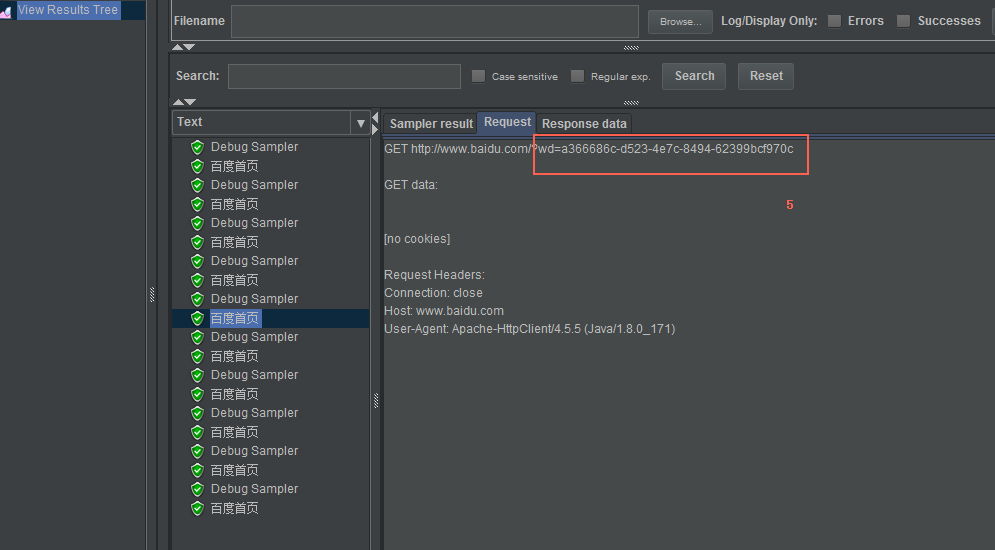 View Results Tree
Filename
Browse...
Log/Display Only:
Errors
Successes
Search:
Case sensitive
Regular exp.
Search
Reset
Text
Sampler result
Request
Response data
Debug Sampler
百度首页
Debug Sampler
百度首页
Debug Sampler
百度首页
Debug Sampler
百度首页
Debug Sampler
百度首页
Debug Sampler
百度首页
Debug Sampler
百度首页
Debug Sampler
百度首页
Debug Sampler
百度首页
Debug Sampler
百度首页
GET http://www.baidu.com/?wd=a366686c-d523-4e7c-8494-62399bcf970c
GET data:
5
[no cookies]
Request Headers:
Connection: close
Host: www.baidu.com
User-Agent: Apache-HttpClient/4.5.5 (Java/1.8.0_171)